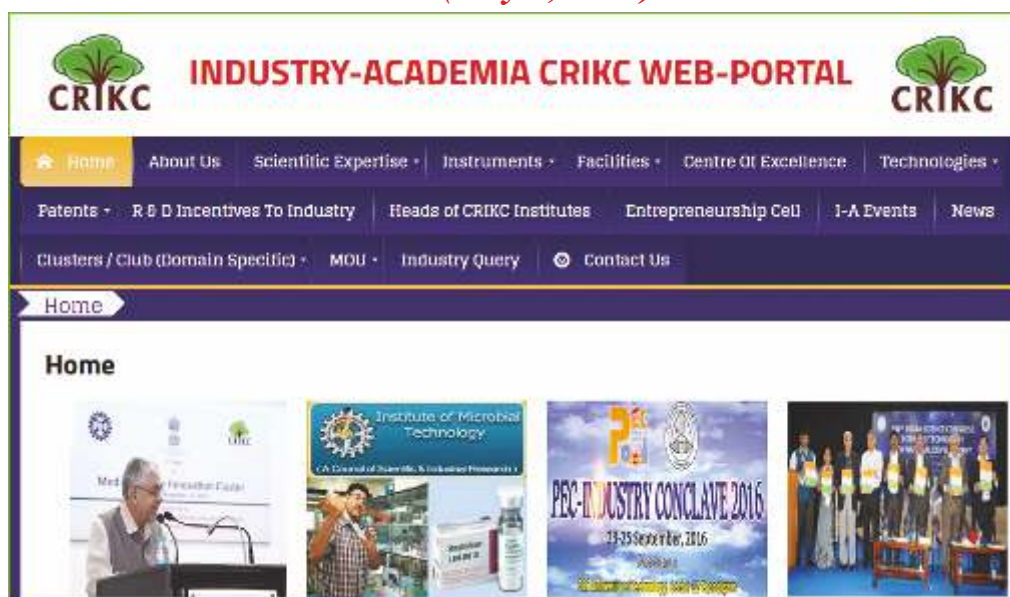 CRIKC
INDUSTRY-ACADEMIA CRIKC WEB-PORTAL
CRIKC
Home About Us Scientific Expertise Instruments Facilities Centre Of Excellence Technologies
Patents R & D Incentives To Industry Heads of CRIKC Institutes Entrepreneurship Cell I-A Events News
Clusters / Club (Domain Specific) MOU Industry Query Contact Us
Home
Home
Institute of Microbial
Technology
(A Council of Scientific & Industrial Research)
PEC-INDUSTRY CONCLAVE 2016
23-25 September, 2016